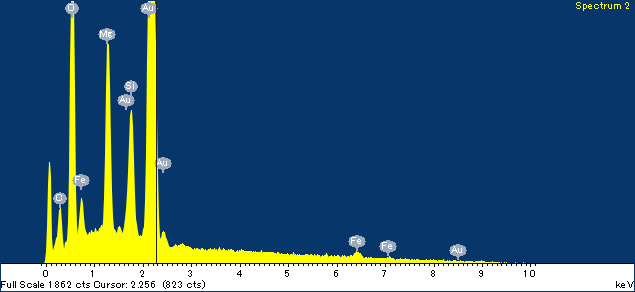 Spectrum 2
O Au
Mg
Si
Au
Au
Fe
C
Fe Fe Au
0 1 2 3 4 5 6 7 8 9 10
Full Scale 1862 cts Cursor: 2.256 (823 cts) keV